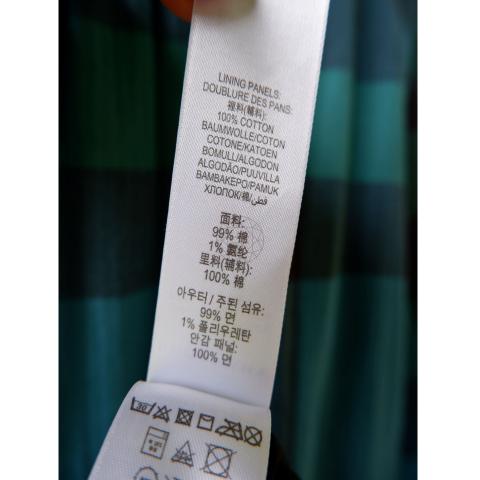 LINING PANELS:
DOUBLURE DES PANS:
裡料(輔料):
100% COTTON
BAUMWOLLE/COTON
COTONE/KATOEN
BOMULL/ALGODON
ALGODÃO/PUUVILLA
ΒΑΜΒΑΚΕΡΟ/PAMUK
ХЛОПОК/棉/قطن
面料:
99% 棉
1% 氨纶
里料(辅料):
100% 棉
아우터 / 주된 섬유:
99% 면
1% 폴리우레탄
안감 패널:
100% 면